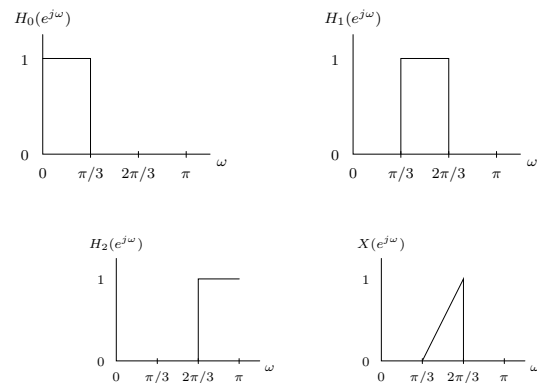 H₀(e^{jω})
1
0
0 π/3 2π/3 π
ω
H₁(e^{jω})
1
0
0 π/3 2π/3 π
ω
H₂(e^{jω})
1
0
0 π/3 2π/3 π
ω
X(e^{jω})
1
0
0 π/3 2π/3 π
ω